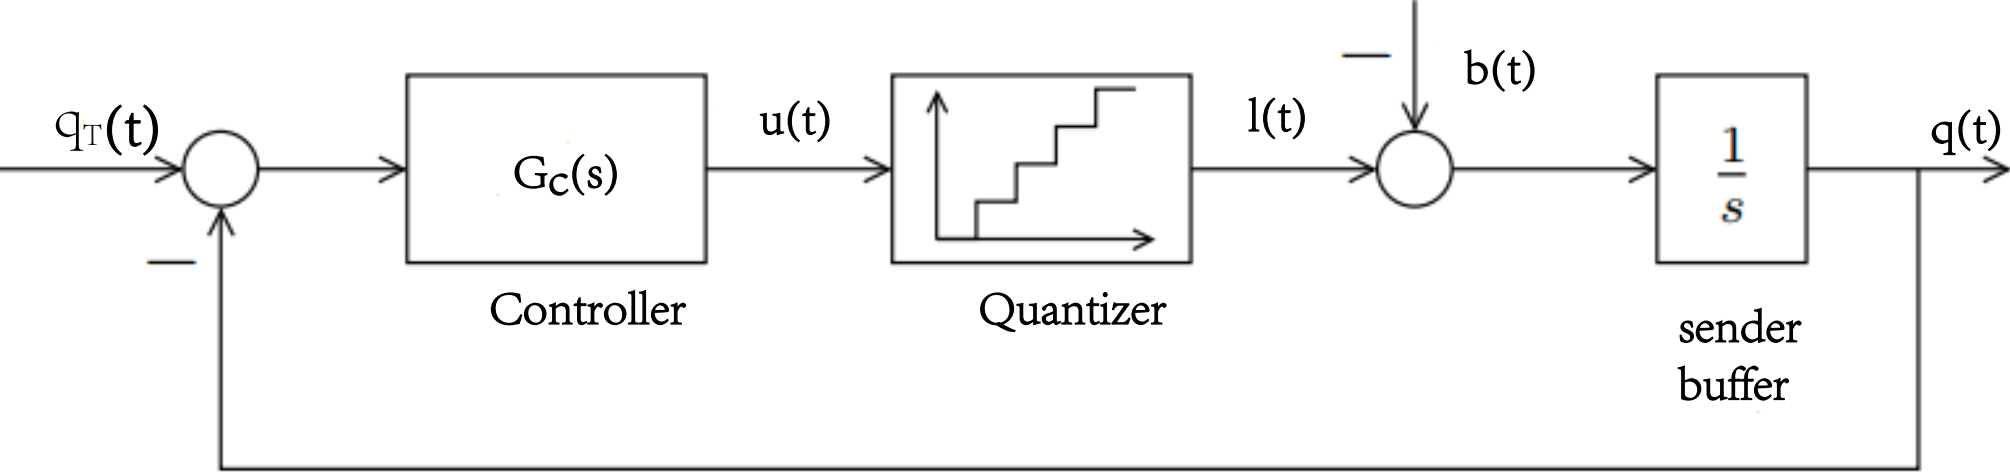 qT(t)
GC(s)
u(t)
l(t)
b(t)
1
s
q(t)
Controller
Quantizer
sender
buffer